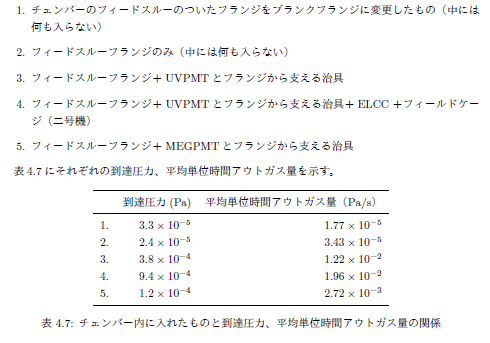 1. チェンバーのフィードスルーのついたフランジをブランクフランジに変更したもの（中には
何も入らない）
2. フィードスルーフランジのみ（中には何も入らない）
3. フィードスルーフランジ+ UVPMT とフランジから支える治具
4. フィードスルーフランジ+ UVPMT とフランジから支える治具+ ELCC +フィールドケー
ジ（二号機）
5. フィードスルーフランジ+ MEGPMT とフランジから支える治具
表 4.7 にそれぞれの到達圧力、平均単位時間アウトガス量を示す。
到達圧力 (Pa) 平均単位時間アウトガス量（Pa/s）
1. 3.3 × 10⁻⁵ 1.77 × 10⁻⁵
2. 2.4 × 10⁻⁵ 3.43 × 10⁻⁵
3. 3.8 × 10⁻⁴ 1.22 × 10⁻²
4. 9.4 × 10⁻⁴ 1.96 × 10⁻²
5. 1.2 × 10⁻⁴ 2.72 × 10⁻³
表 4.7: チェンバー内に入れたものと到達圧力、平均単位時間アウトガス量の関係